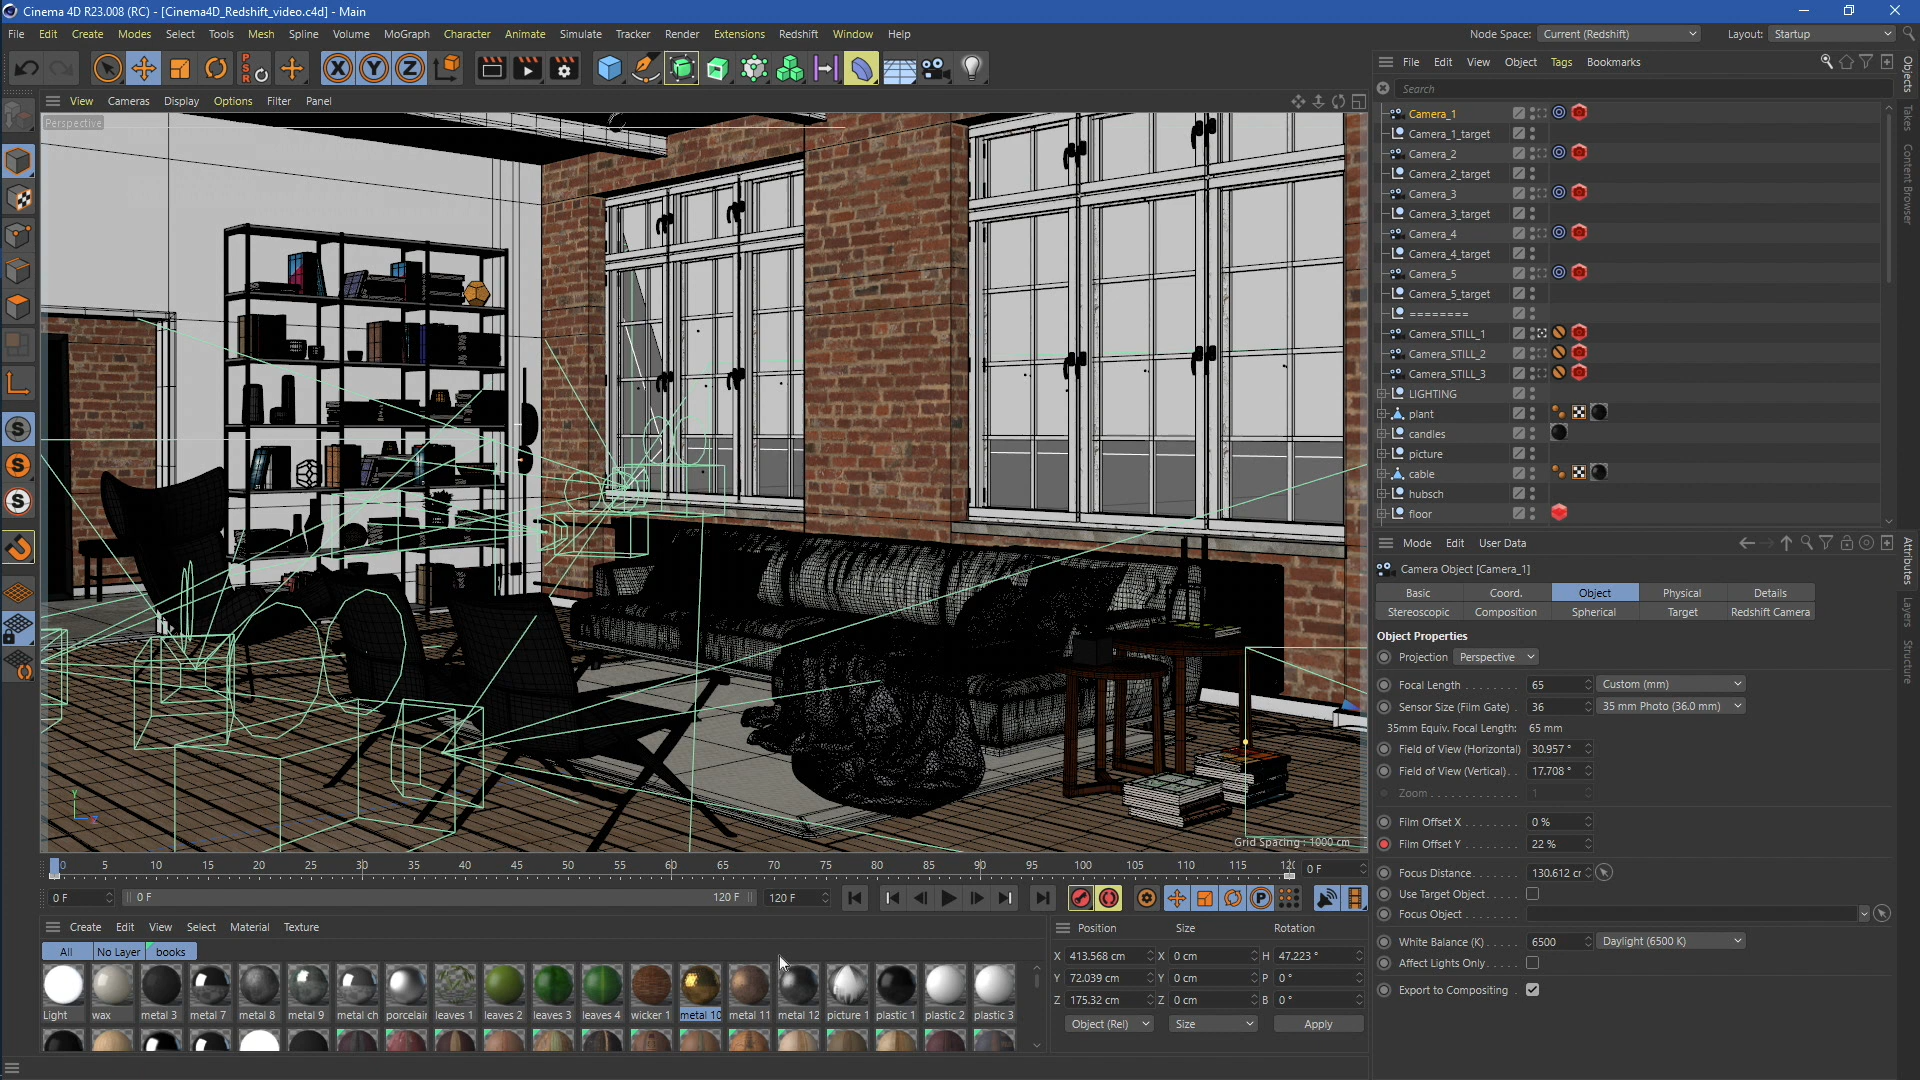 Cinema 4D R23.008 (RC) - [Cinema4D_Redshift_video.c4d] - Main
File Edit Create Modes Select Tools Mesh Spline Volume MoGraph Character Animate Simulate Tracker Render Extensions Redshift Window Help
Node Space: Current (Redshift) Layout: Startup
PSR
X Y Z
File Edit View Object Tags Bookmarks
Search
View Cameras Display Options Filter Panel
Perspective
Camera_1
Camera_1_target
Camera_2
Camera_2_target
Camera_3
Camera_3_target
Camera_4
Camera_4_target
Camera_5
Camera_5_target
========
Camera_STILL_1
Camera_STILL_2
Camera_STILL_3
LIGHTING
plant
candles
picture
cable
hubsch
floor
Objects
Takes
Content Browser
Attributes
Layers
Structure
S
S
S
Y
Z
Grid Spacing : 1000 cm
Mode Edit User Data
Camera Object [Camera_1]
Basic Coord. Object Physical Details
Stereoscopic Composition Spherical Target Redshift Camera
Object Properties
Projection Perspective
Focal Length . . . . . . . . 65 Custom (mm)
Sensor Size (Film Gate) . 36 35 mm Photo (36.0 mm)
35mm Equiv. Focal Length: 65 mm
Field of View (Horizontal) 30.957 °
Field of View (Vertical) . . 17.708 °
Zoom . . . . . . . . . . . . . 1
Film Offset X . . . . . . . . 0 %
Film Offset Y . . . . . . . . 22 %
Focus Distance . . . . . . . 130.612 cr
Use Target Object . . . . .
Focus Object . . . . . . . .
White Balance (K) . . . . . 6500 Daylight (6500 K)
Affect Lights Only . . . . .
Export to Compositing .
0 5 10 15 20 25 30 35 40 45 50 55 60 65 70 75 80 85 90 95 100 105 110 115 12( 0 F
0 F 0 F 120 F 120 F
P
Create Edit View Select Material Texture
All No Layer books
Light wax metal 3 metal 7 metal 8 metal 9 metal ch porcelair leaves 1 leaves 2 leaves 3 leaves 4 wicker 1 metal 10 metal 11 metal 12 picture 1 plastic 1 plastic 2 plastic 3
Position Size Rotation
X 413.568 cm X 0 cm H 47.223 °
Y 72.039 cm Y 0 cm P 0 °
Z 175.32 cm Z 0 cm B 0 °
Object (Rel) Size Apply